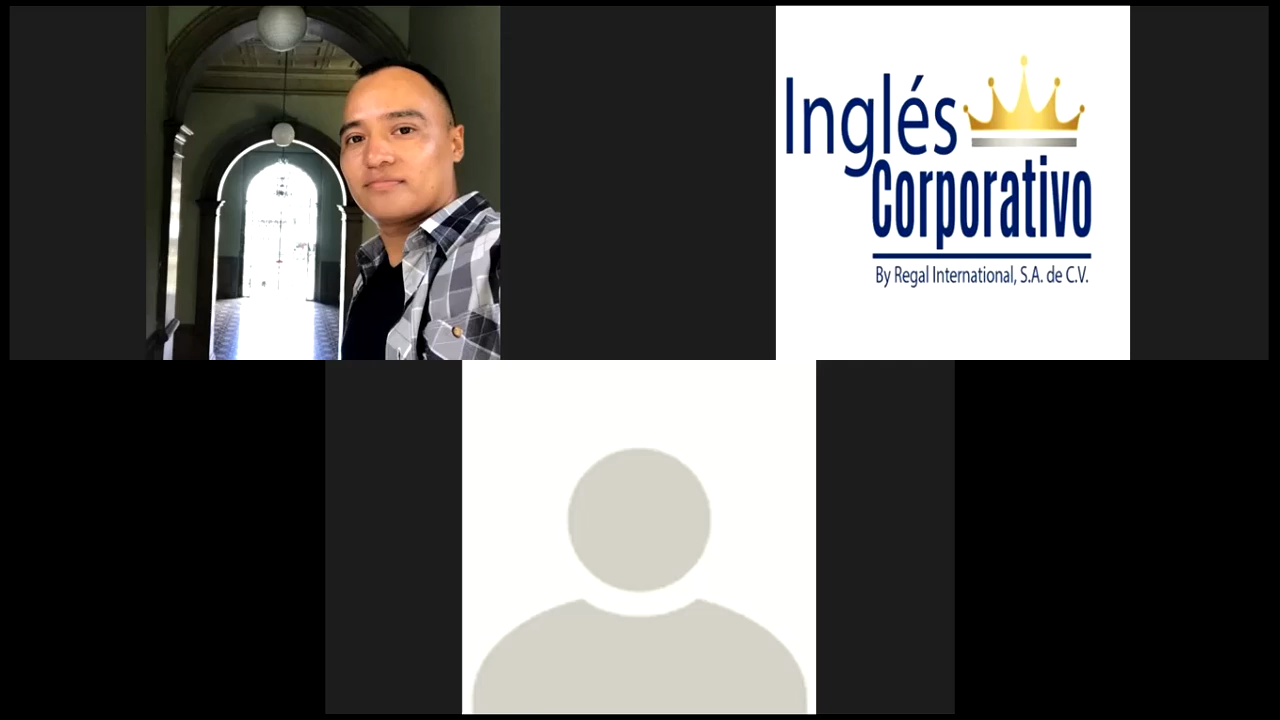 Inglés
Corporativo
By Regal International, S.A. de C.V.